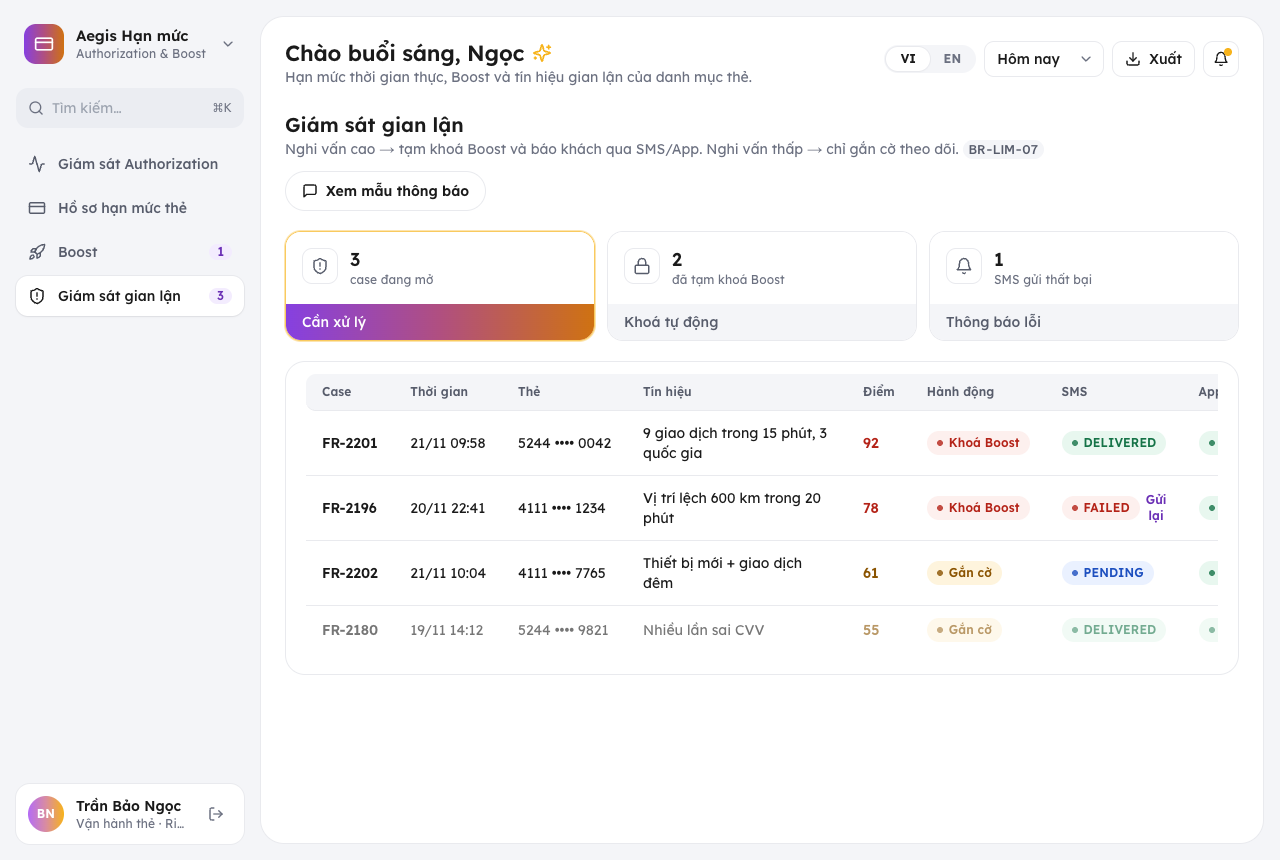 Aegis Hạn mức
Authorization & Boost
Tìm kiếm…
⌘K
Giám sát Authorization
Hồ sơ hạn mức thẻ
Boost
1
Giám sát gian lận
3
Trần Bảo Ngọc
BN
Vận hành thẻ · Ri…
Chào buổi sáng, Ngọc
Hạn mức thời gian thực, Boost và tín hiệu gian lận của danh mục thẻ.
VI
EN
Hôm nay
Xuất
Giám sát gian lận
Nghi vấn cao → tạm khoá Boost và báo khách qua SMS/App. Nghi vấn thấp → chỉ gắn cờ theo dõi. BR-LIM-07
Xem mẫu thông báo
3
case đang mở
Cần xử lý
2
đã tạm khoá Boost
Khoá tự động
1
SMS gửi thất bại
Thông báo lỗi
Case Thời gian Thẻ Tín hiệu Điểm Hành động SMS App
FR-2201 21/11 09:58 5244 •••• 0042 9 giao dịch trong 15 phút, 3
quốc gia
92 Khoá Boost DELIVERED
FR-2196 20/11 22:41 4111 •••• 1234 Vị trí lệch 600 km trong 20
phút
78 Khoá Boost FAILED Gửi
lại
FR-2202 21/11 10:04 4111 •••• 7765 Thiết bị mới + giao dịch
đêm
61 Gắn cờ PENDING
FR-2180 19/11 14:12 5244 •••• 9821 Nhiều lần sai CVV 55 Gắn cờ DELIVERED